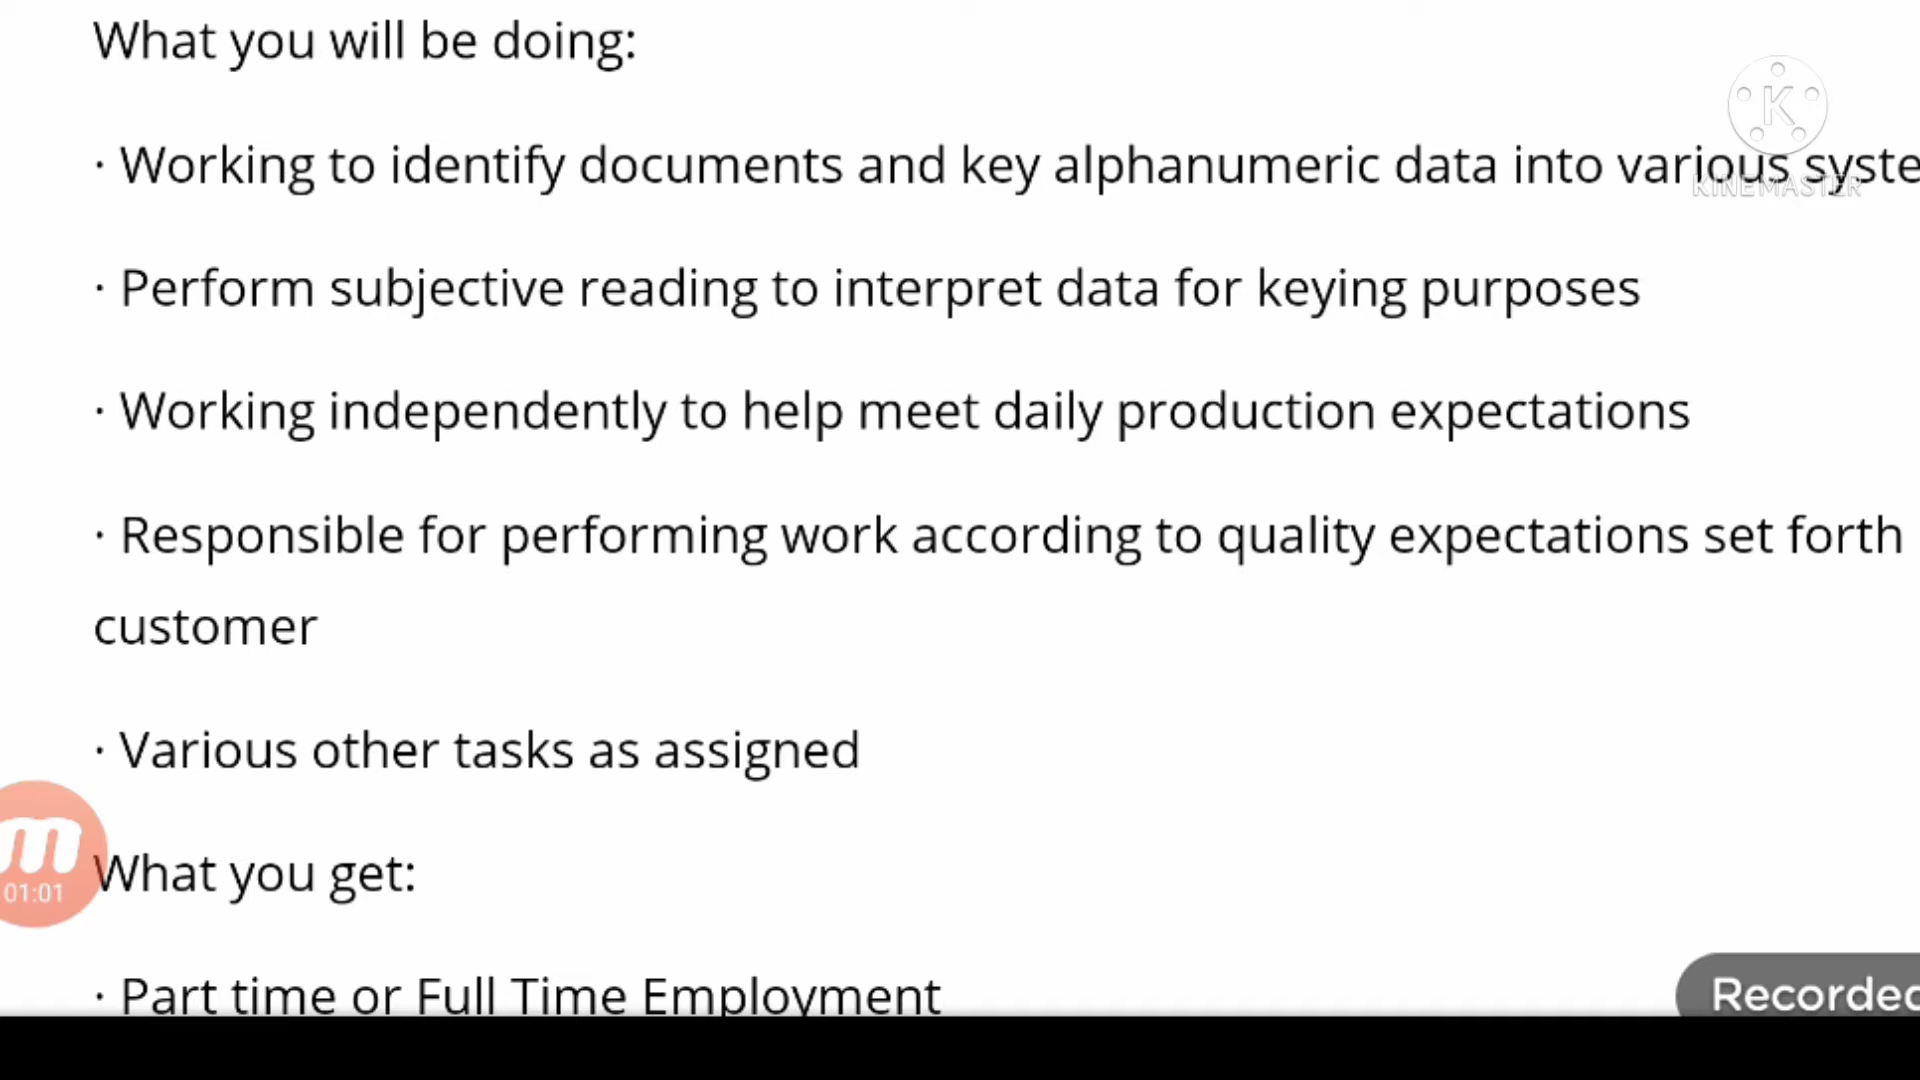 What you will be doing:
· Working to identify documents and key alphanumeric data into various syste
K
KINEMASTER
· Perform subjective reading to interpret data for keying purposes
· Working independently to help meet daily production expectations
· Responsible for performing work according to quality expectations set forth
customer
· Various other tasks as assigned
m
01:01
What you get:
· Part time or Full Time Employment
Recorded